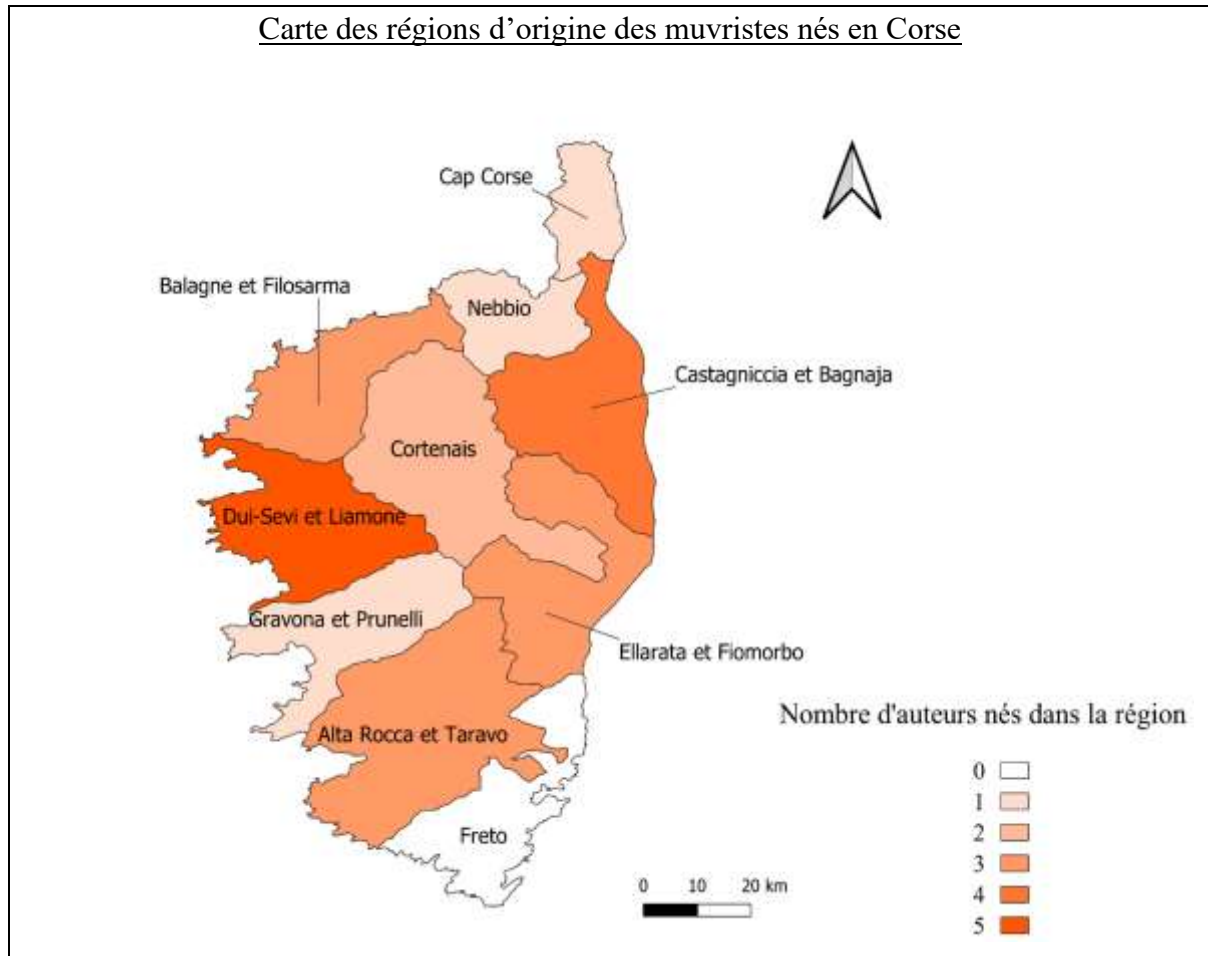 Carte des régions d’origine des muvristes nés en Corse
Cap Corse
Balagne et Filosarma
Nebbio
Castagniccia et Bagnaja
Cortenais
Dui-Sevi et Liamone
Gravona et Prunelli
Ellarata et Fiomorbo
Nombre d'auteurs nés dans la région
Alta Rocca et Taravo
0
1
2
3
4
5
Freto
0 10 20 km